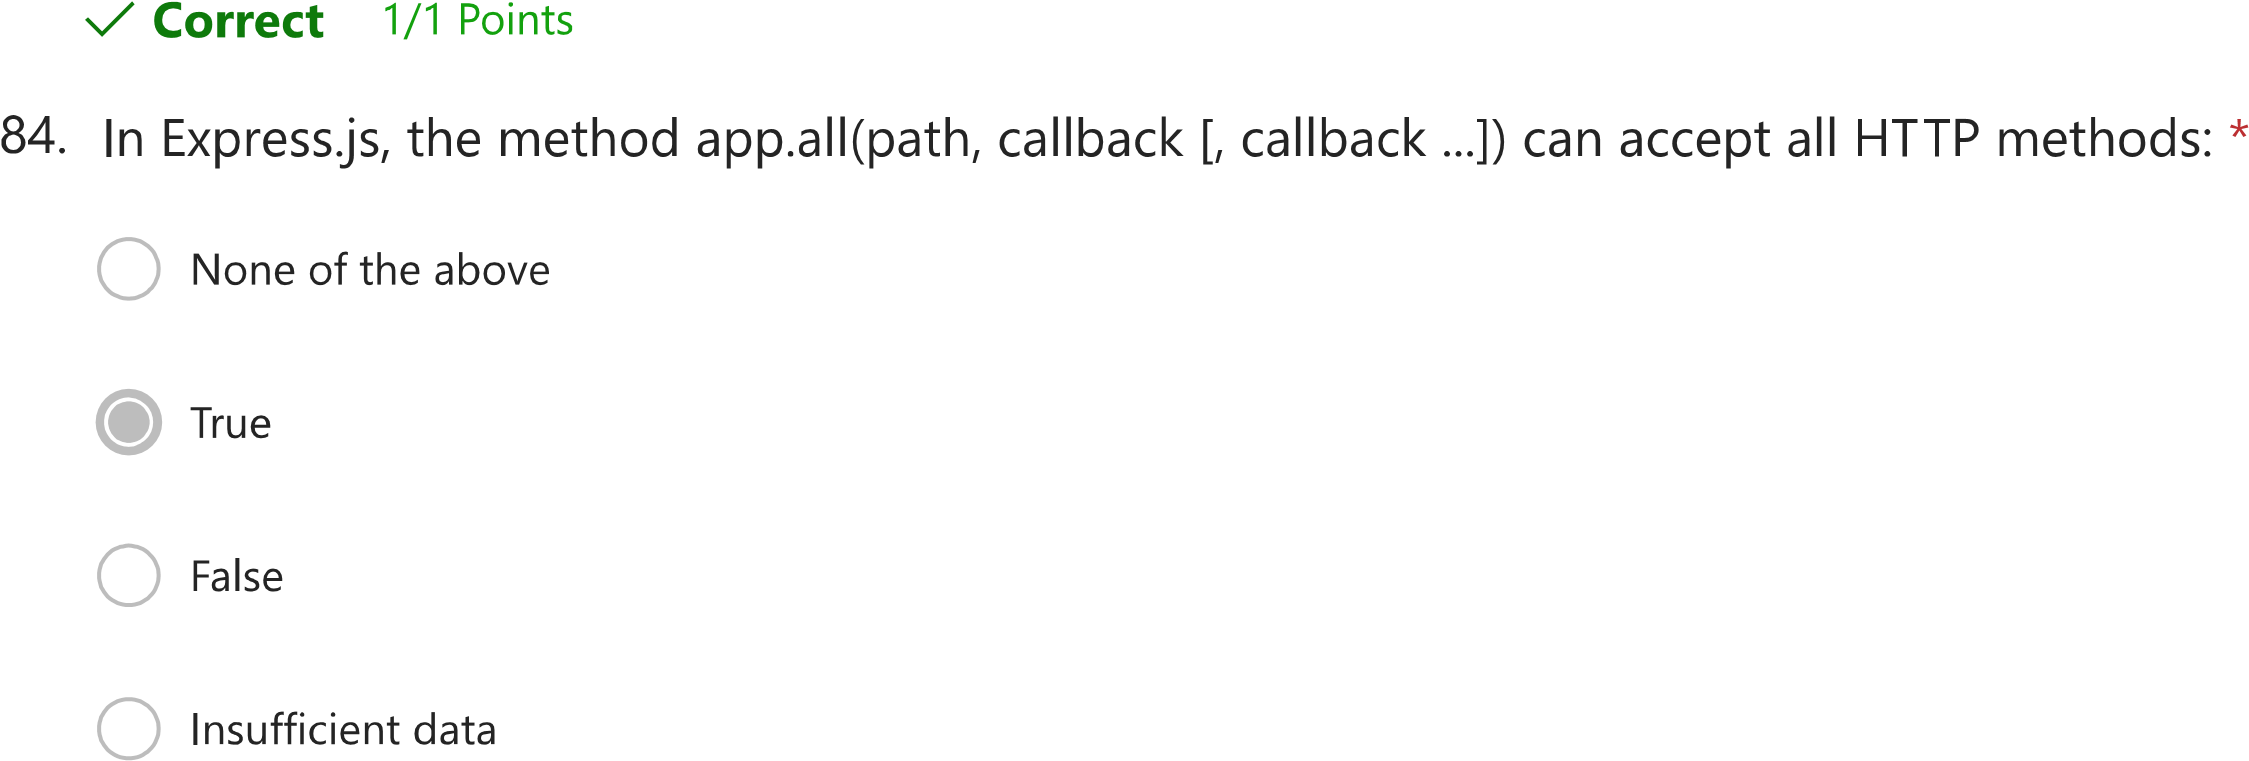 Correct 1/1 Points
84. In Express.js, the method app.all(path, callback [, callback ...]) can accept all HTTP methods: *
None of the above
True
False
Insufficient data